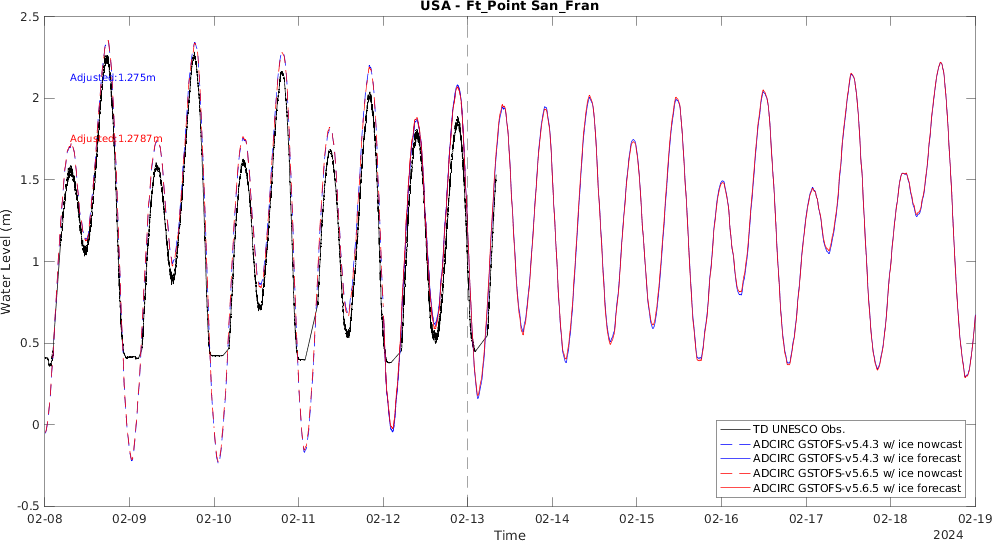 USA - Ft_Point San_Fran
2.5
2
1.5
1
0.5
0
-0.5
Water Level (m)
Adjusted:1.275m
Adjusted:1.2787m
TD UNESCO Obs.
ADCIRC GSTOFS-v5.4.3 w/ ice nowcast
ADCIRC GSTOFS-v5.4.3 w/ ice forecast
ADCIRC GSTOFS-v5.6.5 w/ ice nowcast
ADCIRC GSTOFS-v5.6.5 w/ ice forecast
02-08 02-09 02-10 02-11 02-12 02-13 02-14 02-15 02-16 02-17 02-18 02-19
Time
2024